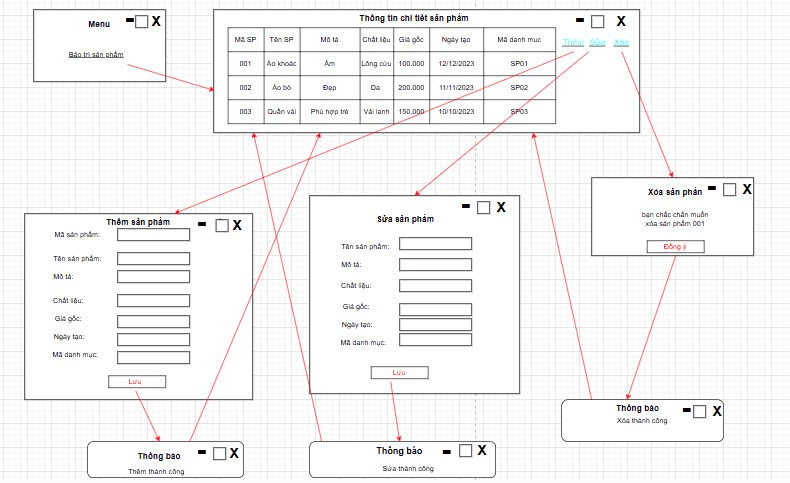 Menu
Bảo trì sản phẩm
Thông tin chi tiết sản phẩm
Mã SP Tên SP Mô tả Chất liệu Giá gốc Ngày tạo Mã danh mục
Thêm Sửa Xóa
001 Áo khoác Ấm Lông cừu 100.000 12/12/2023 SP01
002 Áo bò Đẹp Da 200.000 11/11/2023 SP02
003 Quần vải Phù hợp trẻ Vải lanh 150.000 10/10/2023 SP03
Thêm sản phẩm
Mã sản phẩm:
Tên sản phẩm:
Mô tả:
Chất liệu:
Giá gốc:
Ngày tạo:
Mã danh mục:
Lưu
Sửa sản phẩm
Tên sản phẩm:
Mô tả:
Chất liệu:
Giá gốc:
Ngày tạo:
Mã danh mục:
Lưu
Xóa sản phẩn
bạn chắc chắn muốn
xóa sản phẩm 001
Đồng ý
Thông báo
Thêm thành công
Thông báo
Sửa thành công
Thông báo
Xóa thành công